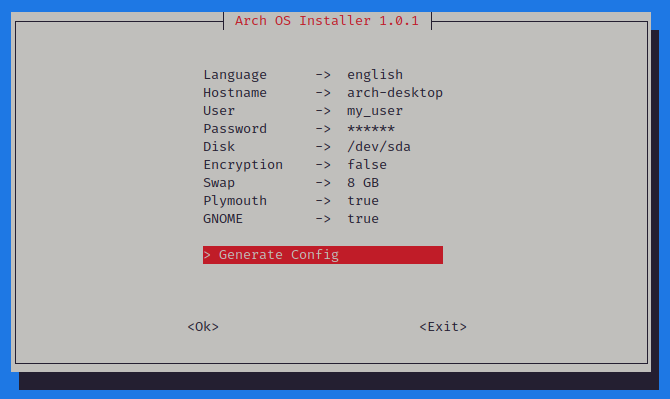 Arch OS Installer 1.0.1
Language -> english
Hostname -> arch-desktop
User -> my_user
Password -> ******
Disk -> /dev/sda
Encryption -> false
Swap -> 8 GB
Plymouth -> true
GNOME -> true
> Generate Config
<Ok> <Exit>